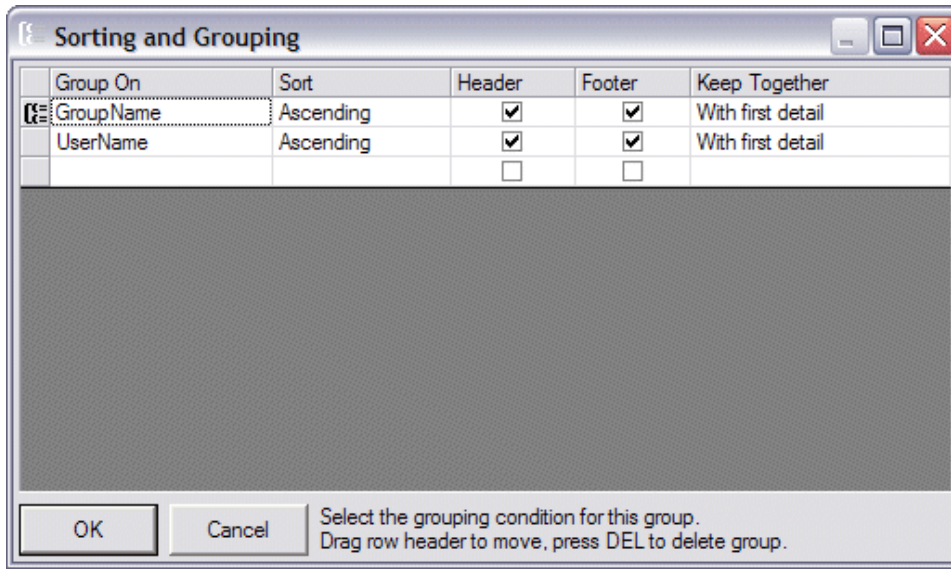 Sorting and Grouping
Group On Sort Header Footer Keep Together
GroupName Ascending With first detail
UserName Ascending With first detail
OK Cancel Select the grouping condition for this group.
Drag row header to move, press DEL to delete group.